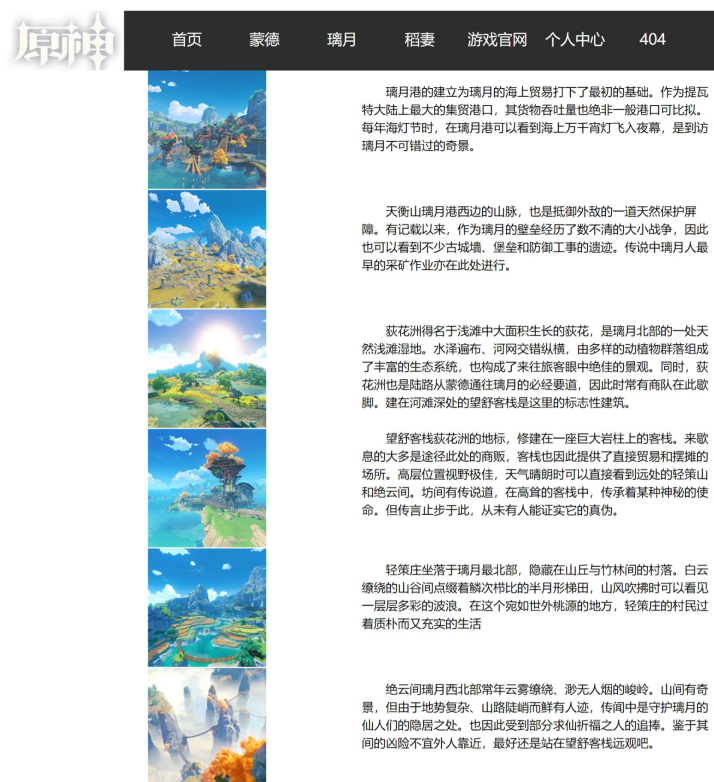 原神
首页 蒙德 璃月 稻妻 游戏官网 个人中心 404
璃月港的建立为璃月的海上贸易打下了最初的基础。作为提瓦
特大陆上最大的集贸港口，其货物吞吐量也绝非一般港口可比拟。
每年海灯节时，在璃月港可以看到海上万千宵灯飞入夜幕，是到访
璃月不可错过的奇景。
天衡山璃月港西边的山脉，也是抵御外敌的一道天然保护屏
障。有记载以来，作为璃月的壁垒经历了数不清的大小战争，因此
也可以看到不少古城墙、堡垒和防御工事的遗迹。传说中璃月人最
早的采矿作业亦在此处进行。
荻花洲得名于浅滩中大面积生长的荻花，是璃月北部的一处天
然浅滩湿地。水泽遍布、河网交错纵横，由多样的动植物群落组成
了丰富的生态系统，也构成了来往旅客眼中绝佳的景观。同时，荻
花洲也是陆路从蒙德通往璃月的必经要道，因此时常有商队在此歇
脚。建在河滩深处的望舒客栈是这里的标志性建筑。
望舒客栈荻花洲的地标，修建在一座巨大岩柱上的客栈。来歇
息的大多是途径此处的商贩，客栈也因此提供了直接贸易和摆摊的
场所。高层位置视野极佳，天气晴朗时可以直接看到远处的轻策山
和绝云间。坊间有传说道，在高耸的客栈中，传承着某种神秘的使
命。但传言止步于此，从未有人能证实它的真伪。
轻策庄坐落于璃月最北部，隐藏在山丘与竹林间的村落。白云
缭绕的山谷间点缀着鳞次栉比的半月形梯田，山风吹拂时可以看见
一层层多彩的波浪。在这个宛如世外桃源的地方，轻策庄的村民过
着质朴而又充实的生活
绝云间璃月西北部常年云雾缭绕、渺无人烟的峻岭。山间有奇
景，但由于地势复杂、山路陡峭而鲜有人迹，传闻中是守护璃月的
仙人们的隐居之处。也因此受到部分求仙祈福之人的追捧。鉴于其
间的凶险不宜外人靠近，最好还是站在望舒客栈远观吧。